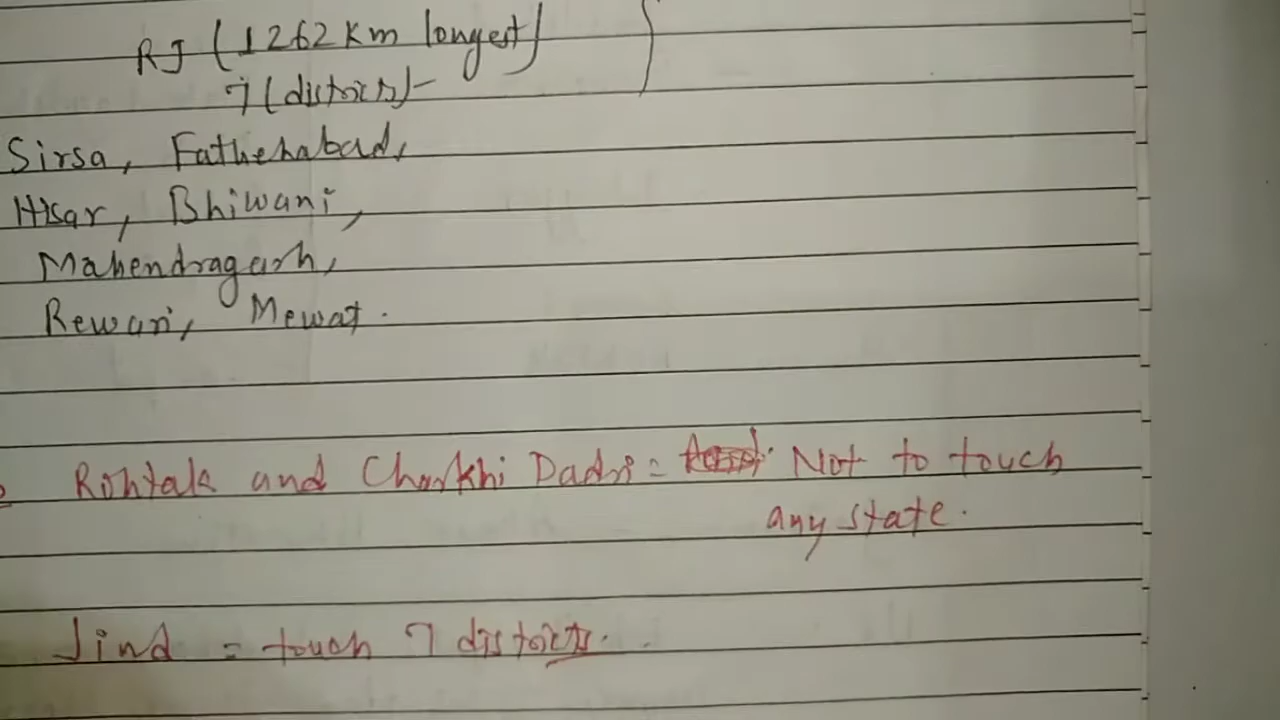 RJ (1262 Km longest)
7 (districts)-
Sirsa, Fathehabad,
Hisar, Bhiwani,
Mahendragarh,
Rewari, Mewat.
Rohtak and Charkhi Dadri = Not to touch
any state.
Jind = touch 7 districts.